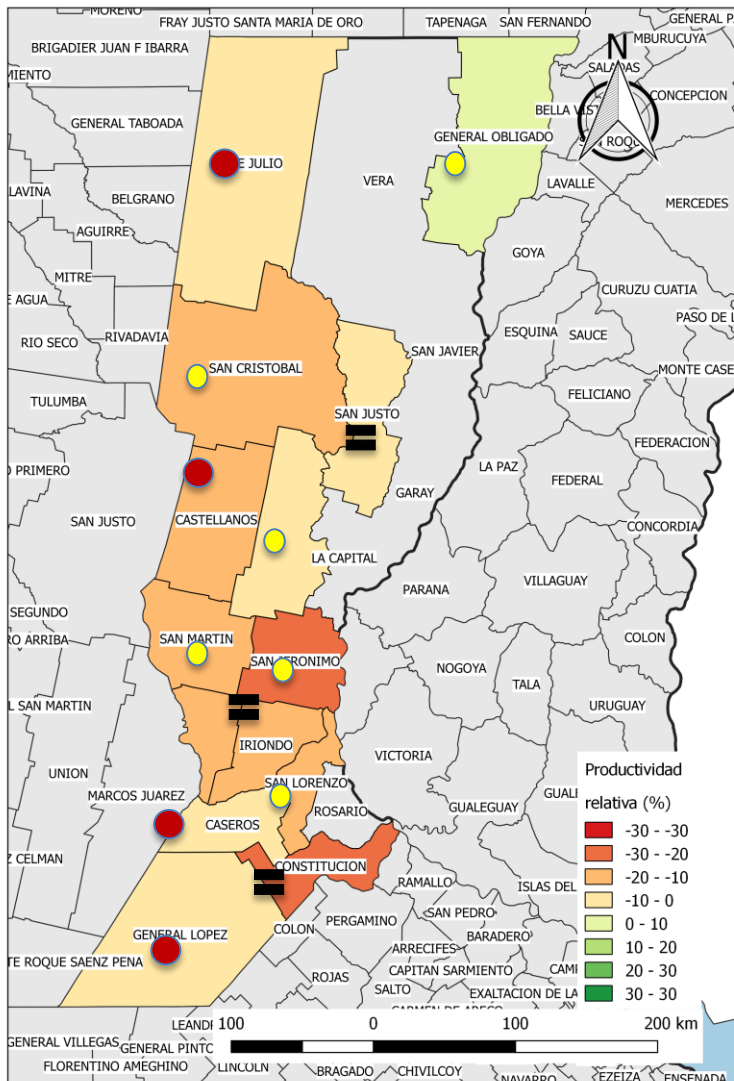 MORENO
FRAY JUSTO SANTA MARIA DE ORO
TAPENAGA
SAN FERNANDO
GENERAL PA
BRIGADIER JUAN F IBARRA
MBURUCUYA
N
SALADAS
MIENTO
CONCEPCION
GENERAL TABOADA
BELLA VIST
GENERAL OBLIGADO
ROQU
E JULIO
VERA
LAVALLE
LAVINA
BELGRANO
MERCEDES
AGUIRRE
GOYA
MITRE
CURUZU CUATIA
E AGUA
RIVADAVIA
PASO DE L
RIO SECO
ESQUINA
SAUCE
SAN JAVIER
SAN CRISTOBAL
MONTE CASE
FELICIANO
TULUMBA
SAN JUSTO
FEDERACION
O PRIMERO
LA PAZ
FEDERAL
GARAY
SAN JUSTO
CASTELLANOS
CONCORDIA
LA CAPITAL
VILLAGUAY
PARANA
SEGUNDO
RO ARRIBA
SAN MARTIN
COLON
SAN JERONIMO
NOGOYA
TALA
L SAN MARTIN
URUGUAY
IRIONDO
VICTORIA
UNION
SAN LORENZO
MARCOS JUAREZ
ROSARIO
GUALEGUAY
GUALE
CASEROS
Z CELMAN
CONSTITUCION
RAMALLO
ISLAS DEL
SAN PEDRO
PERGAMINO
GENERAL LOPEZ
COLON
BARADERO
ARRECIFES
TE ROQUE SAENZ PENA
CAPITAN SARMIENTO
CAMP
ROJAS
SALTO
EXALTACION DE LA
CARMEN DE ARECO
LEAND
GENERAL VILLEGAS
GENERAL PINTO
FLORENTINO AMEGHINO
LINCOLN
BRAGADO
CHIVILCOY
NAVARRO
EZEIZA
ENSENADA
Productividad
relativa (%)
-30 - -30
-30 - -20
-20 - -10
-10 - 0
0 - 10
10 - 20
20 - 30
30 - 30
100 0 100 200 km